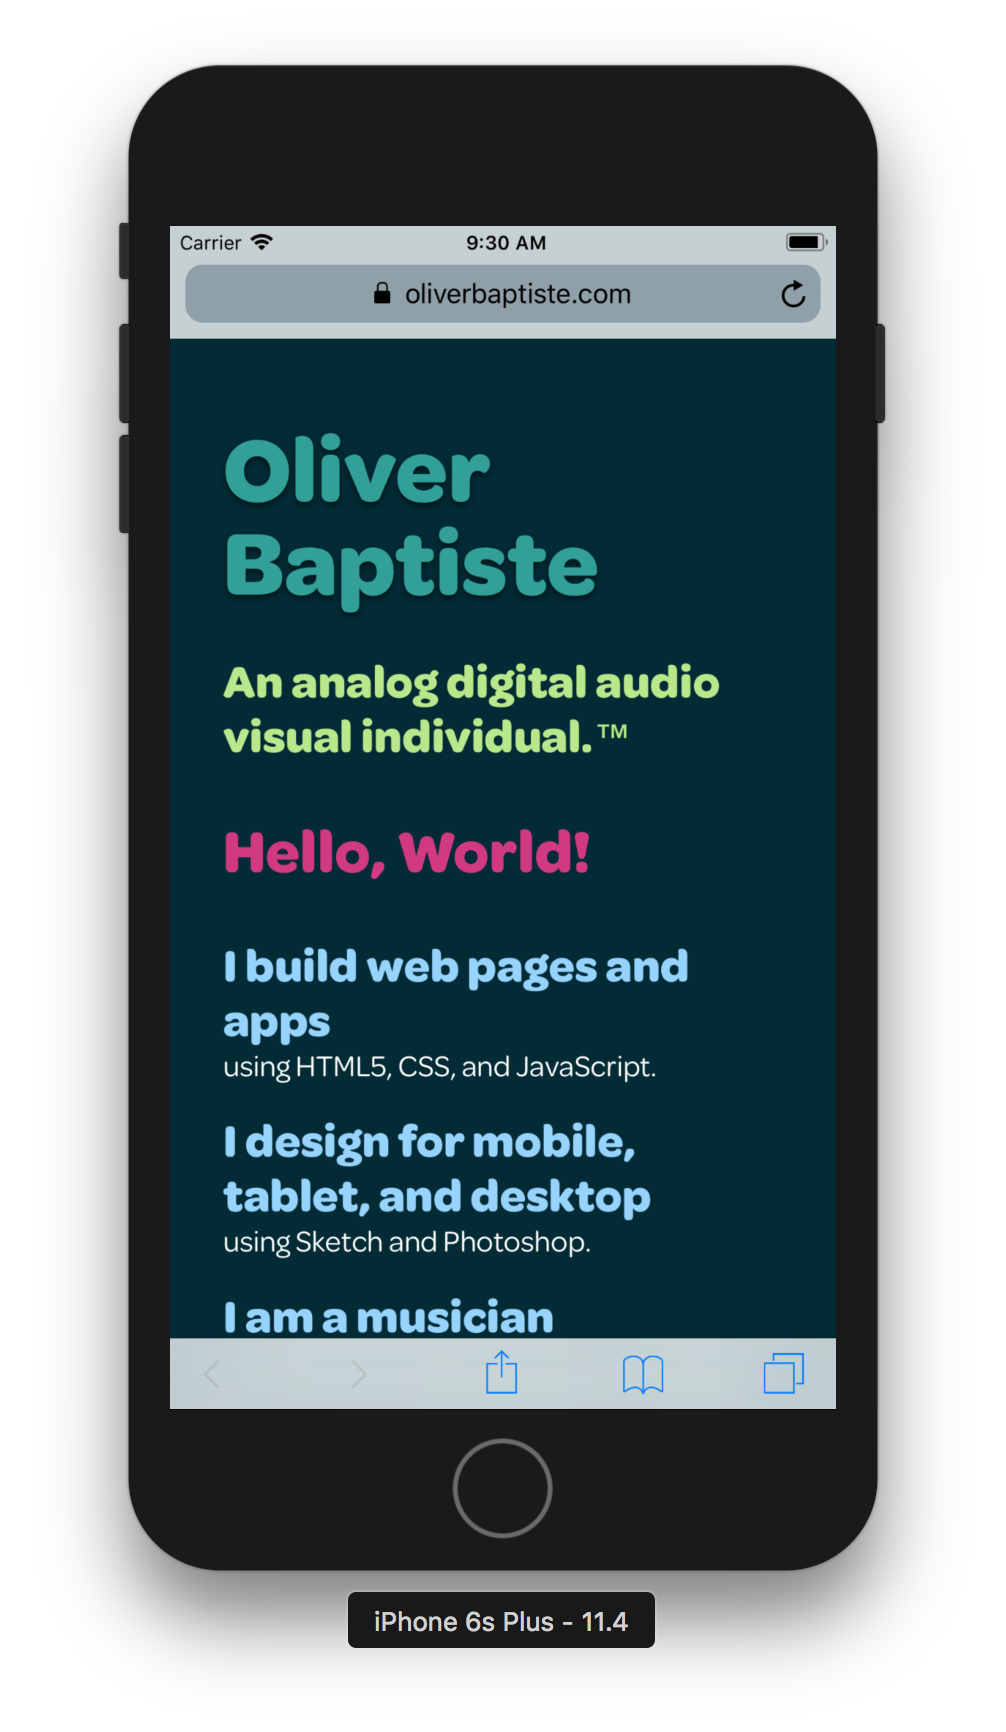 Carrier 9:30 AM
oliverbaptiste.com
Oliver
Baptiste
An analog digital audio
visual individual.™
Hello, World!
I build web pages and
apps
using HTML5, CSS, and JavaScript.
I design for mobile,
tablet, and desktop
using Sketch and Photoshop.
I am a musician
iPhone 6s Plus - 11.4